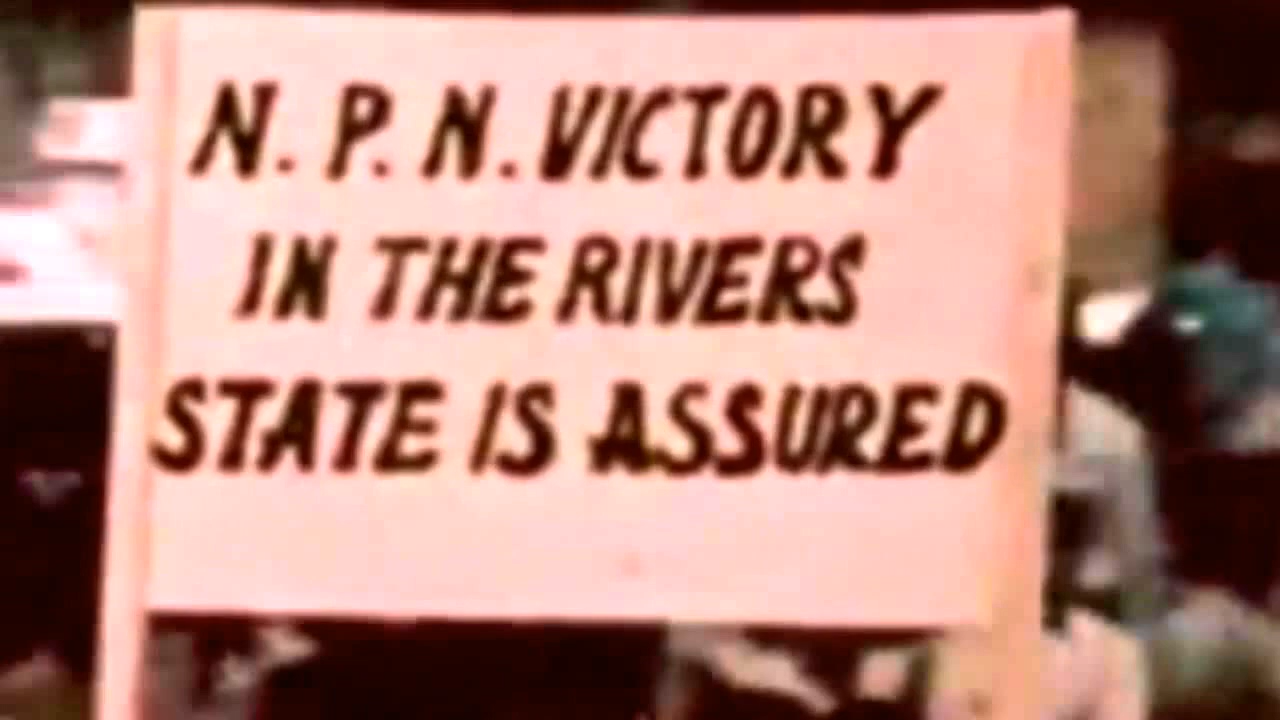 N. P. N. VICTORY
IN THE RIVERS
STATE IS ASSURED